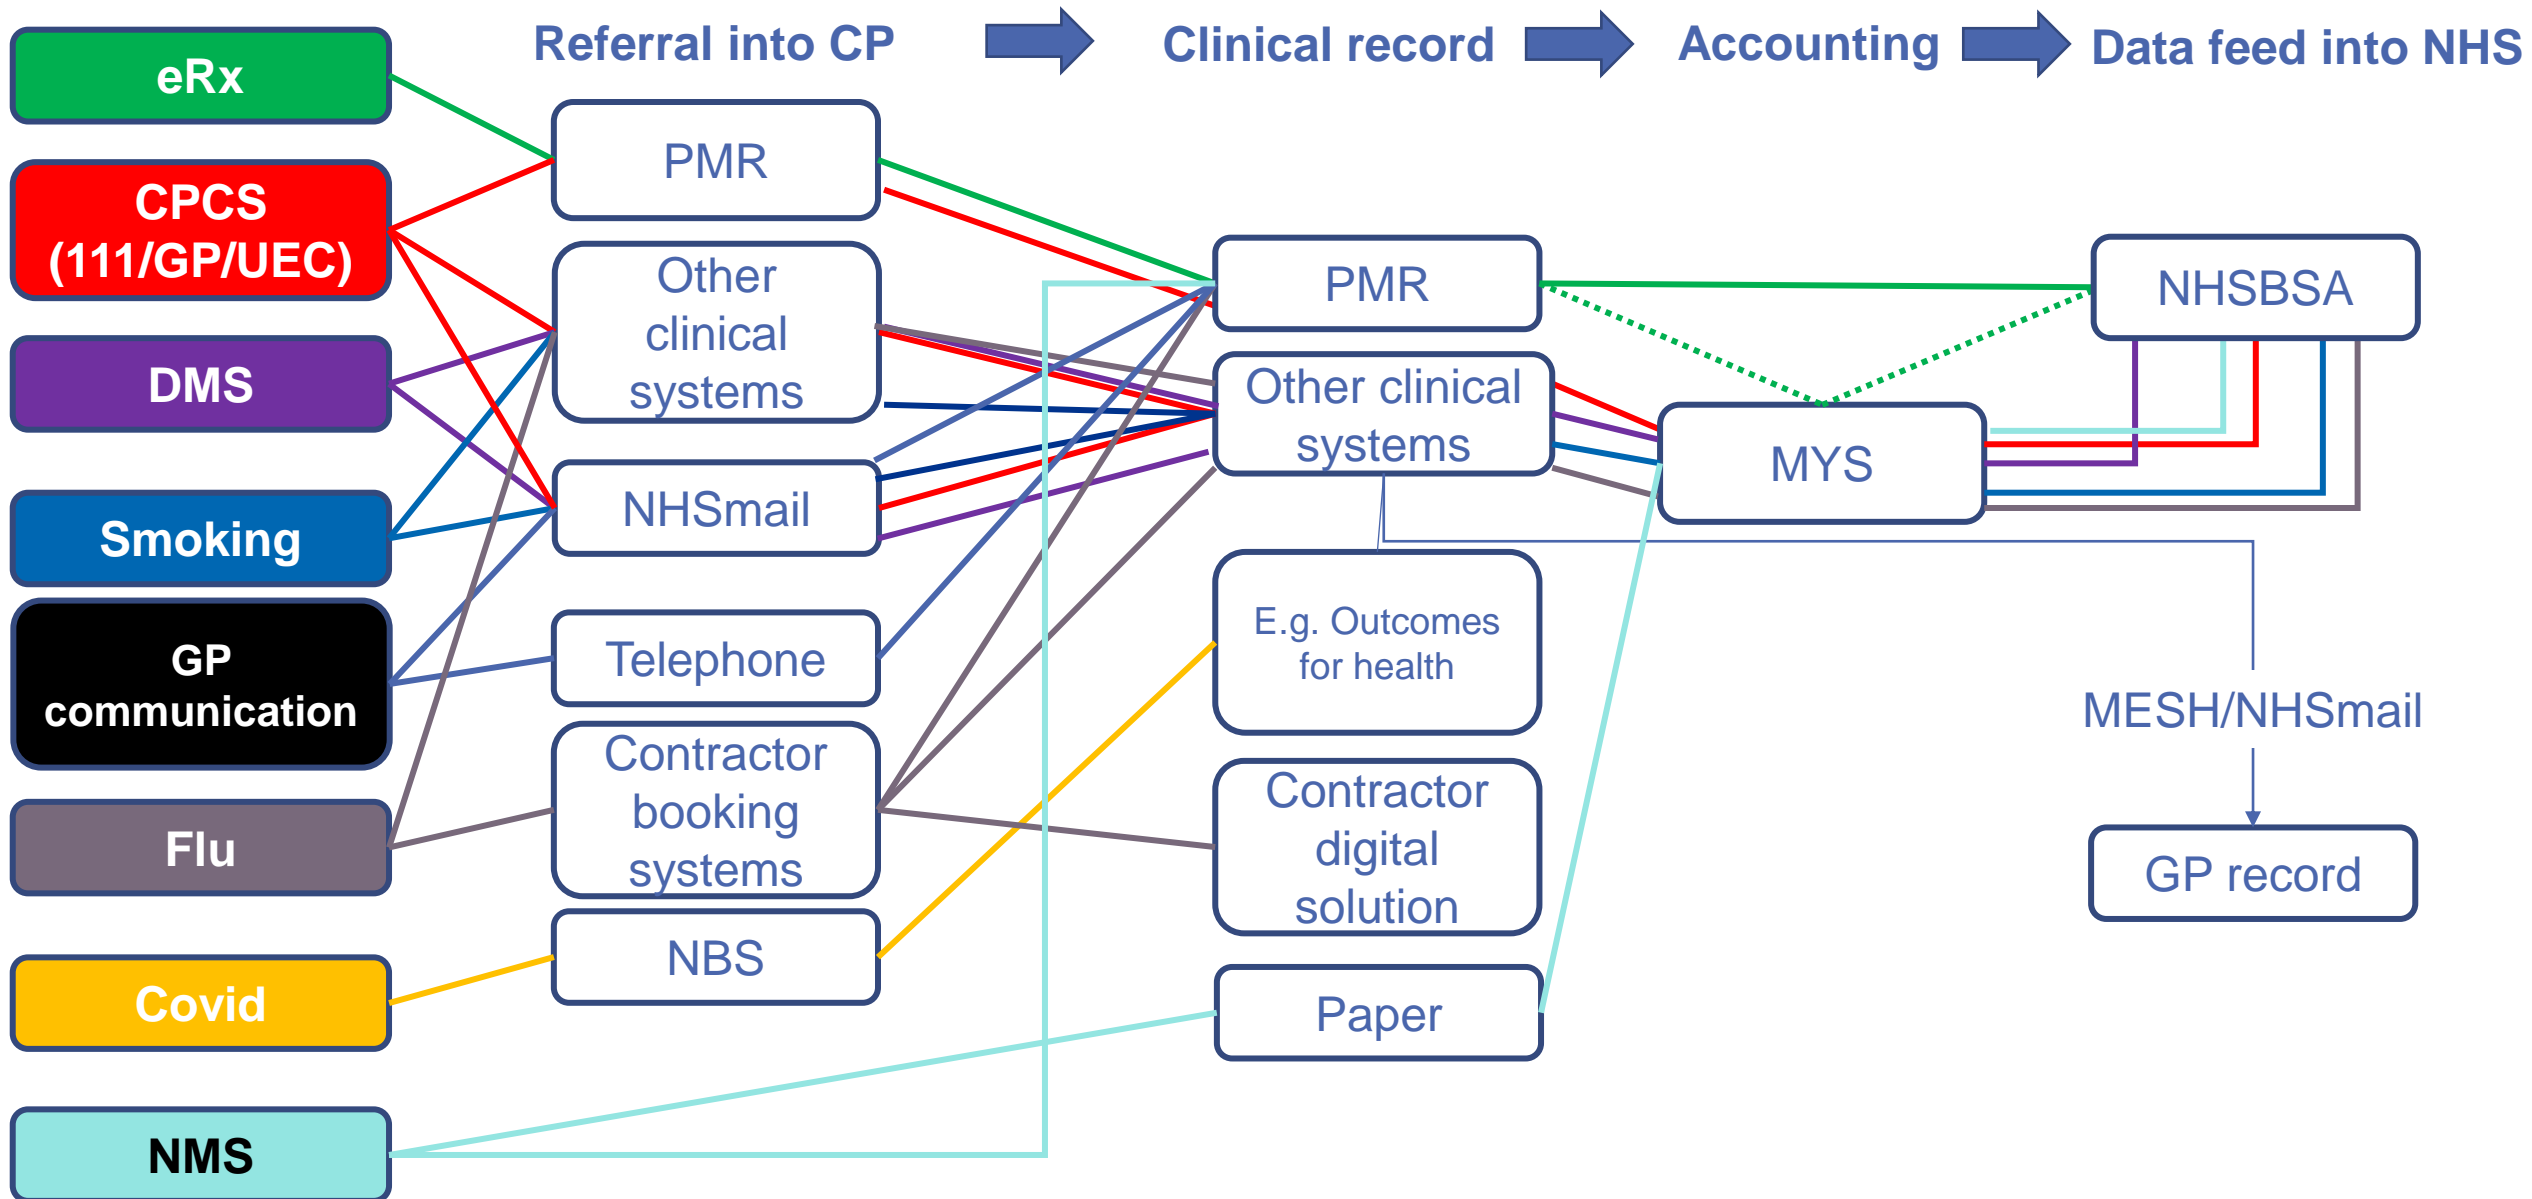 Referral into CP
Clinical record
Accounting
Data feed into NHS
eRx
CPCS
(111/GP/UEC)
DMS
Smoking
GP
communication
Flu
Covid
NMS
PMR
Other
clinical
systems
NHSmail
Telephone
Contractor
booking
systems
NBS
PMR
Other clinical
systems
E.g. Outcomes
for health
Contractor
digital
solution
Paper
MYS
NHSBSA
MESH/NHSmail
GP record